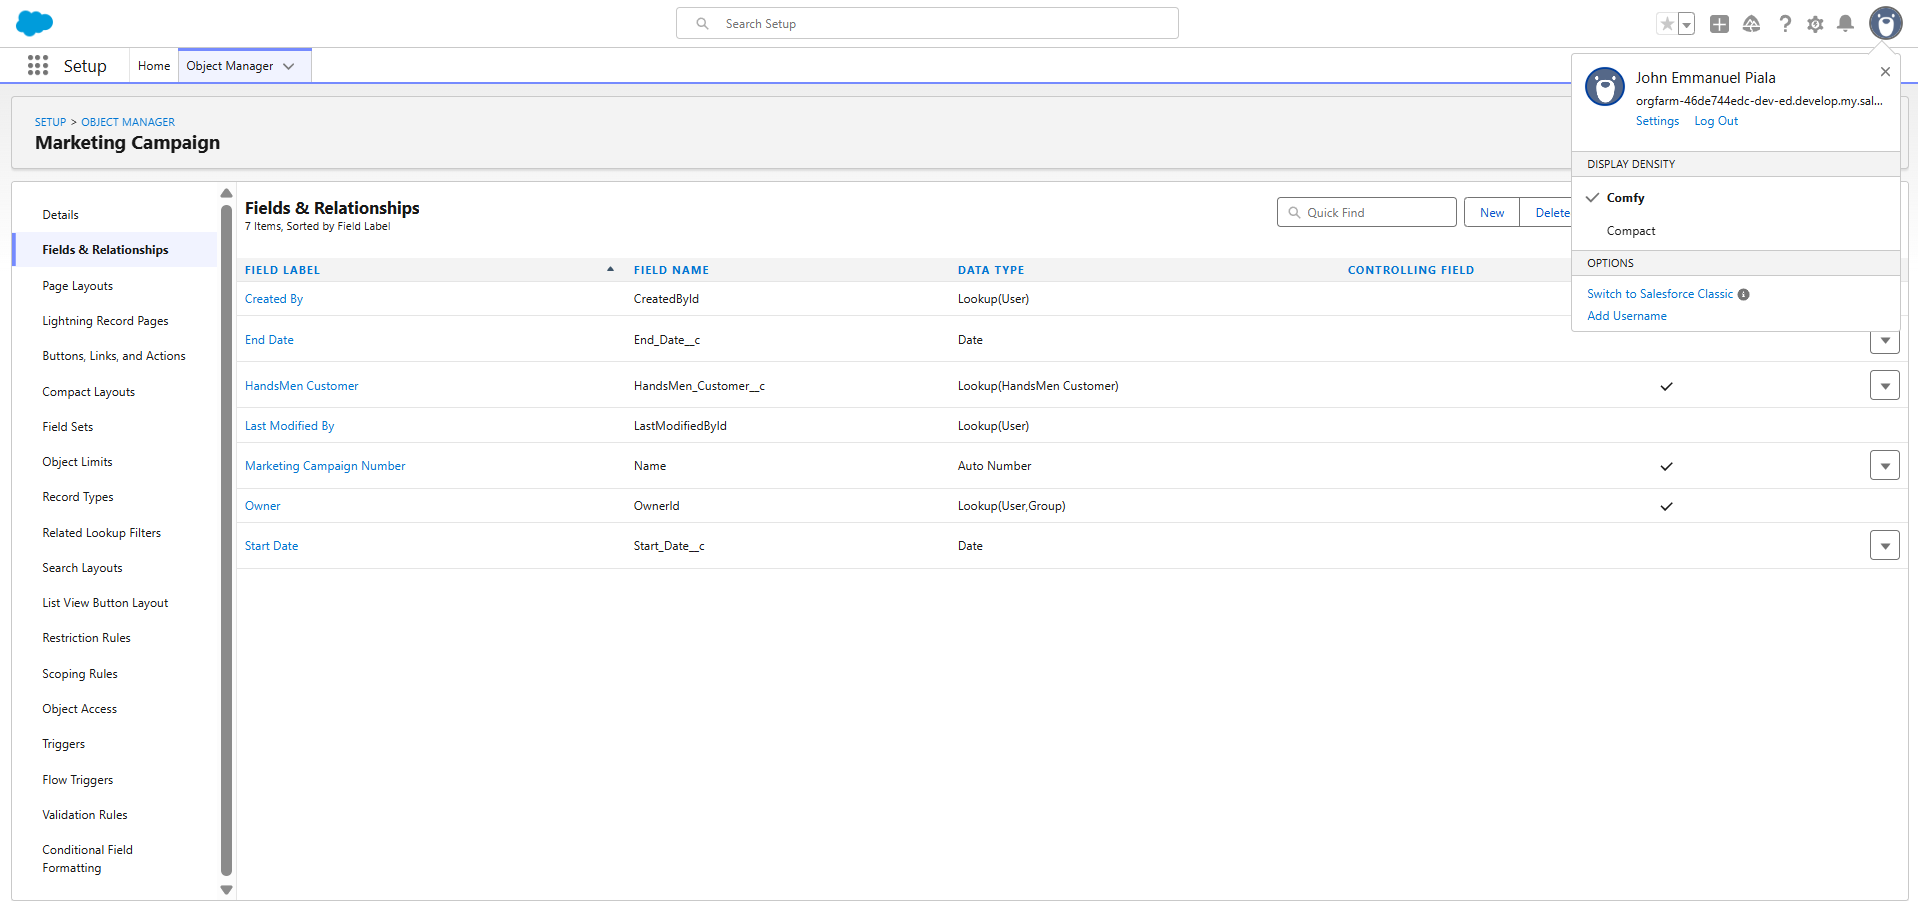 Search Setup
Setup
Home
Object Manager
John Emmanuel Piala
orgfarm-46de744edc-dev-ed.develop.my.sal...
Settings Log Out
DISPLAY DENSITY
Comfy
Compact
OPTIONS
Switch to Salesforce Classic
Add Username
SETUP > OBJECT MANAGER
Marketing Campaign
Details
Fields & Relationships
Page Layouts
Lightning Record Pages
Buttons, Links, and Actions
Compact Layouts
Field Sets
Object Limits
Record Types
Related Lookup Filters
Search Layouts
List View Button Layout
Restriction Rules
Scoping Rules
Object Access
Triggers
Flow Triggers
Validation Rules
Conditional Field
Formatting
Fields & Relationships
7 Items, Sorted by Field Label
Quick Find
New
Delete
FIELD LABEL FIELD NAME DATA TYPE CONTROLLING FIELD
Created By CreatedById Lookup(User)
End Date End_Date__c Date
HandsMen Customer HandsMen_Customer__c Lookup(HandsMen Customer)
Last Modified By LastModifiedById Lookup(User)
Marketing Campaign Number Name Auto Number
Owner OwnerId Lookup(User,Group)
Start Date Start_Date__c Date